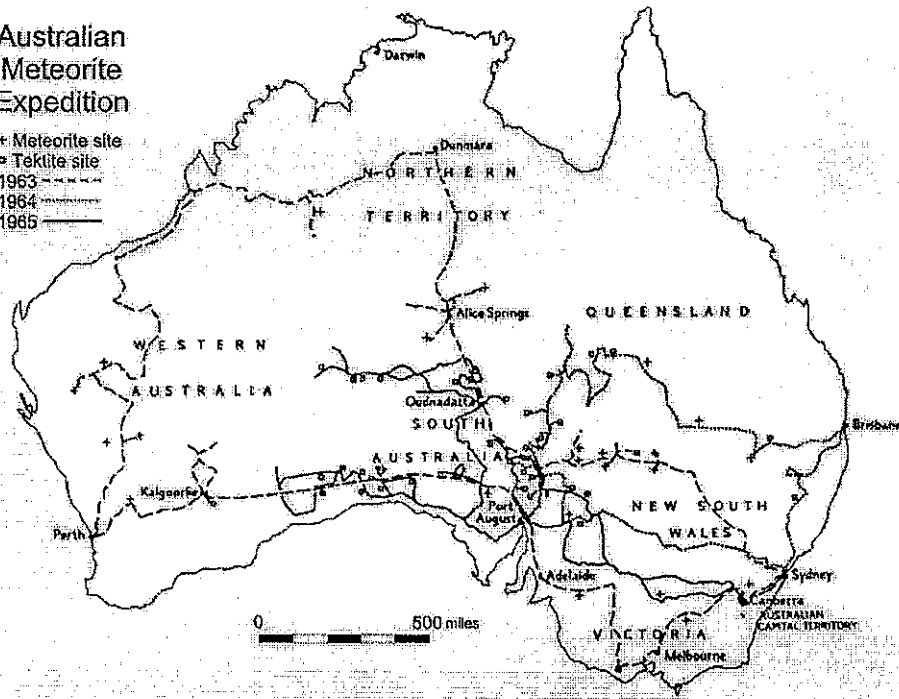 Australian
Meteorite
Expedition
+ Meteorite site
Tektite site
1963
1964
1965
Darwin
Dunmara
NORTHERN
TERRITORY
Alice Springs
QUEENSLAND
WESTERN
AUSTRALIA
Oodnadatta
SOUTH
AUSTRALIA
Brisbane
Kalgoorlie
Port
August
NEW SOUTH
WALES
Perth
Adelaide
Sydney
Canberra
AUSTRALIAN
CAPITAL TERRITORY
0 500 miles
VICTORIA
Melbourne